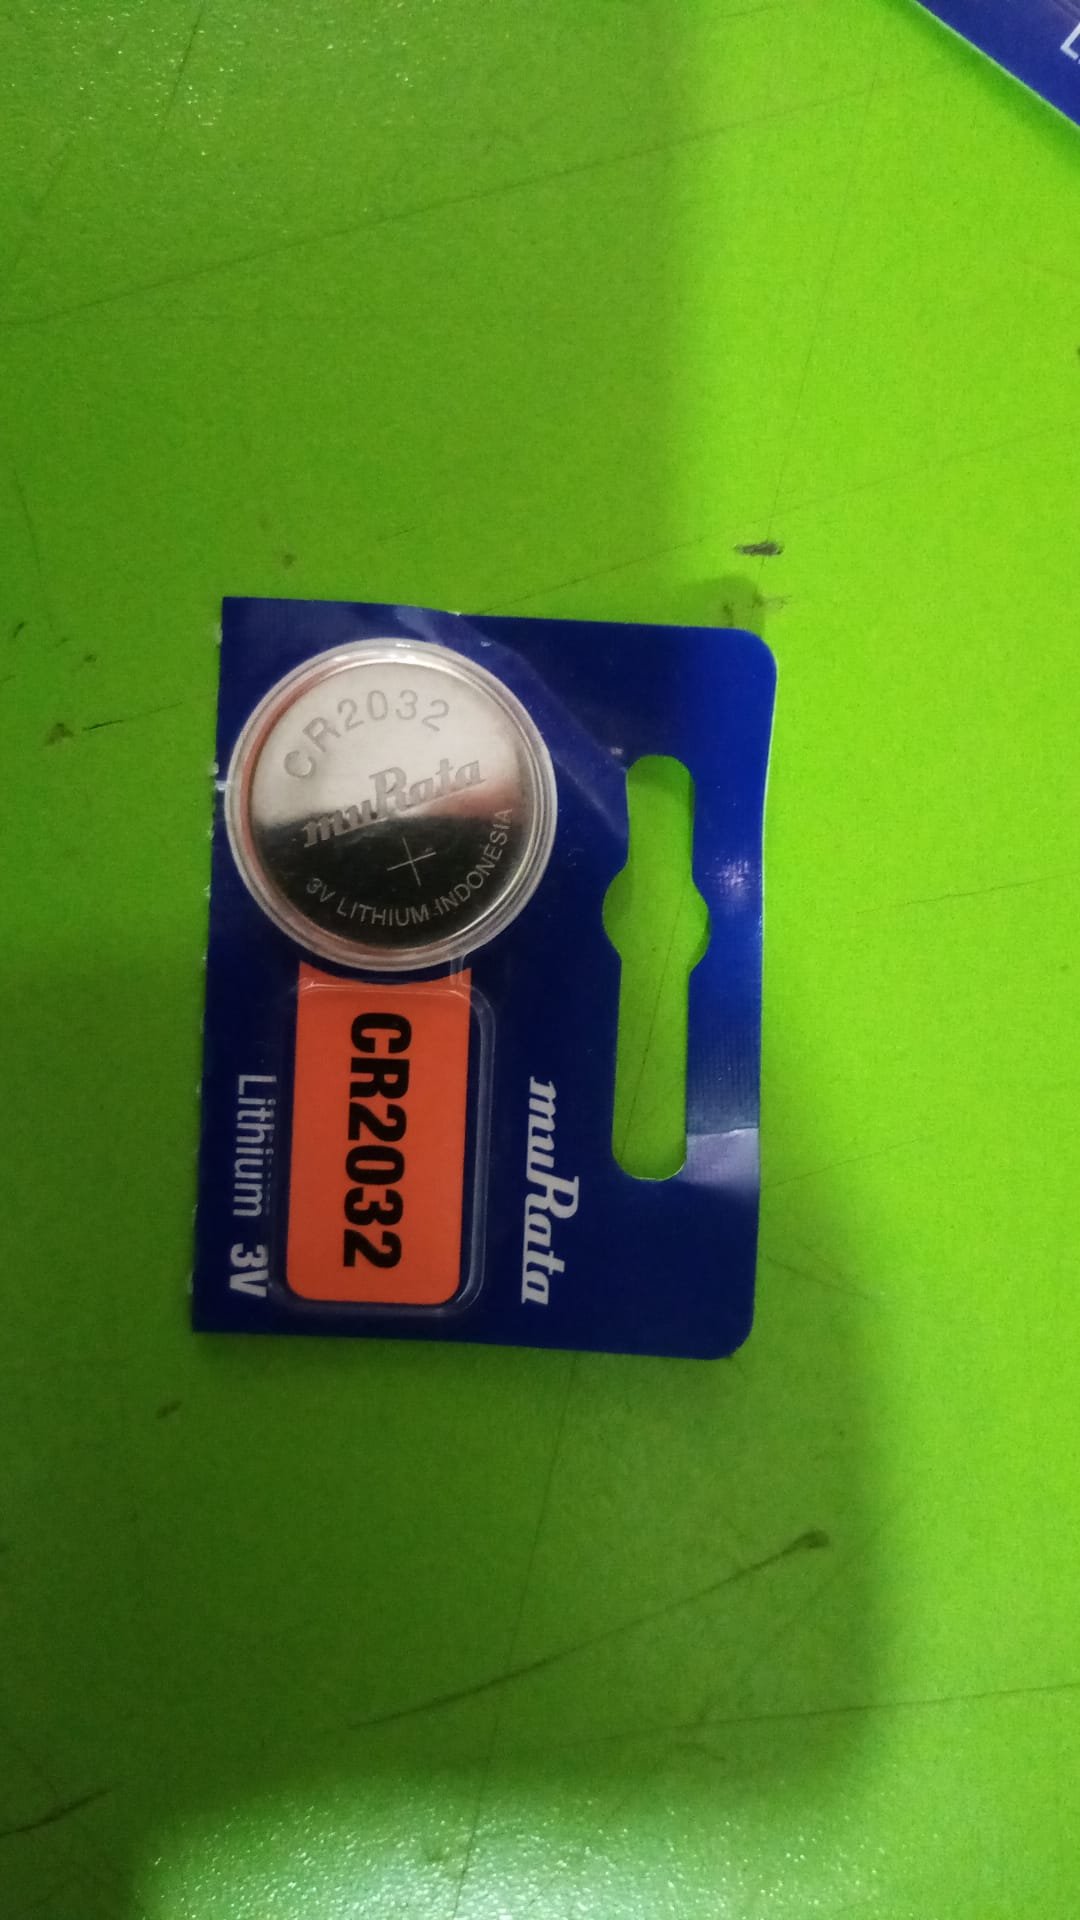 muRata
CR2032
Lithium 3V
CR2032
muRata
+
3V LITHIUM INDONESIA